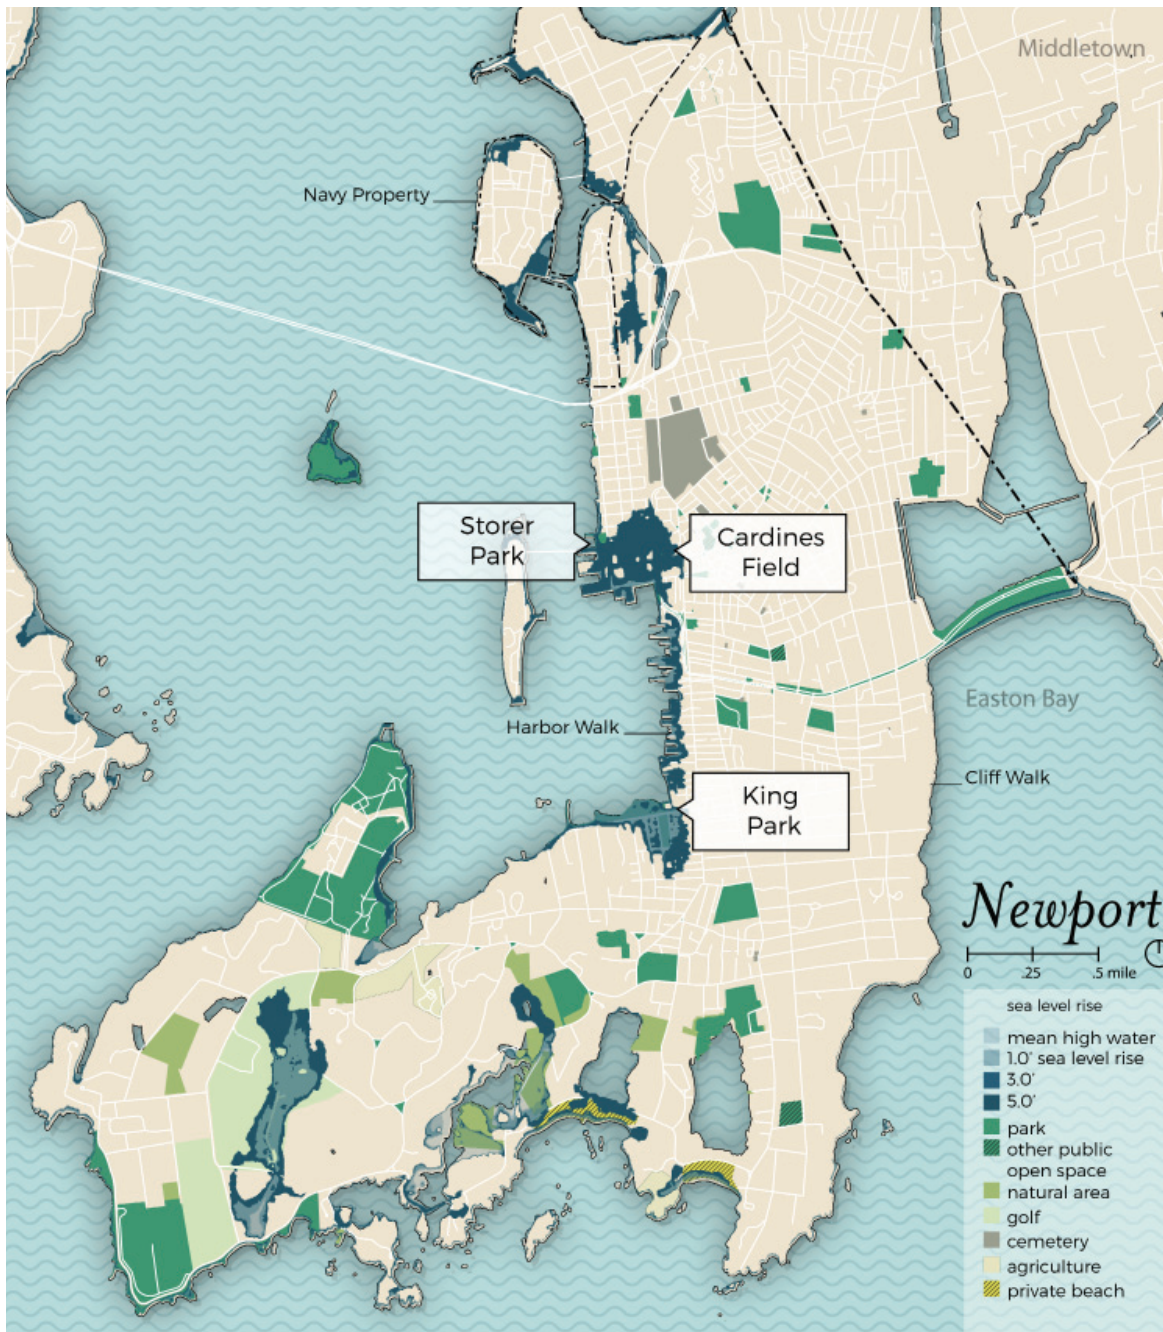 Middletown
Navy Property
Storer
Park
Cardines
Field
Easton Bay
Harbor Walk
Cliff Walk
King
Park
Newport
0 .25 .5 mile
sea level rise
mean high water
1.0' sea level rise
3.0'
5.0'
park
other public
open space
natural area
golf
cemetery
agriculture
private beach